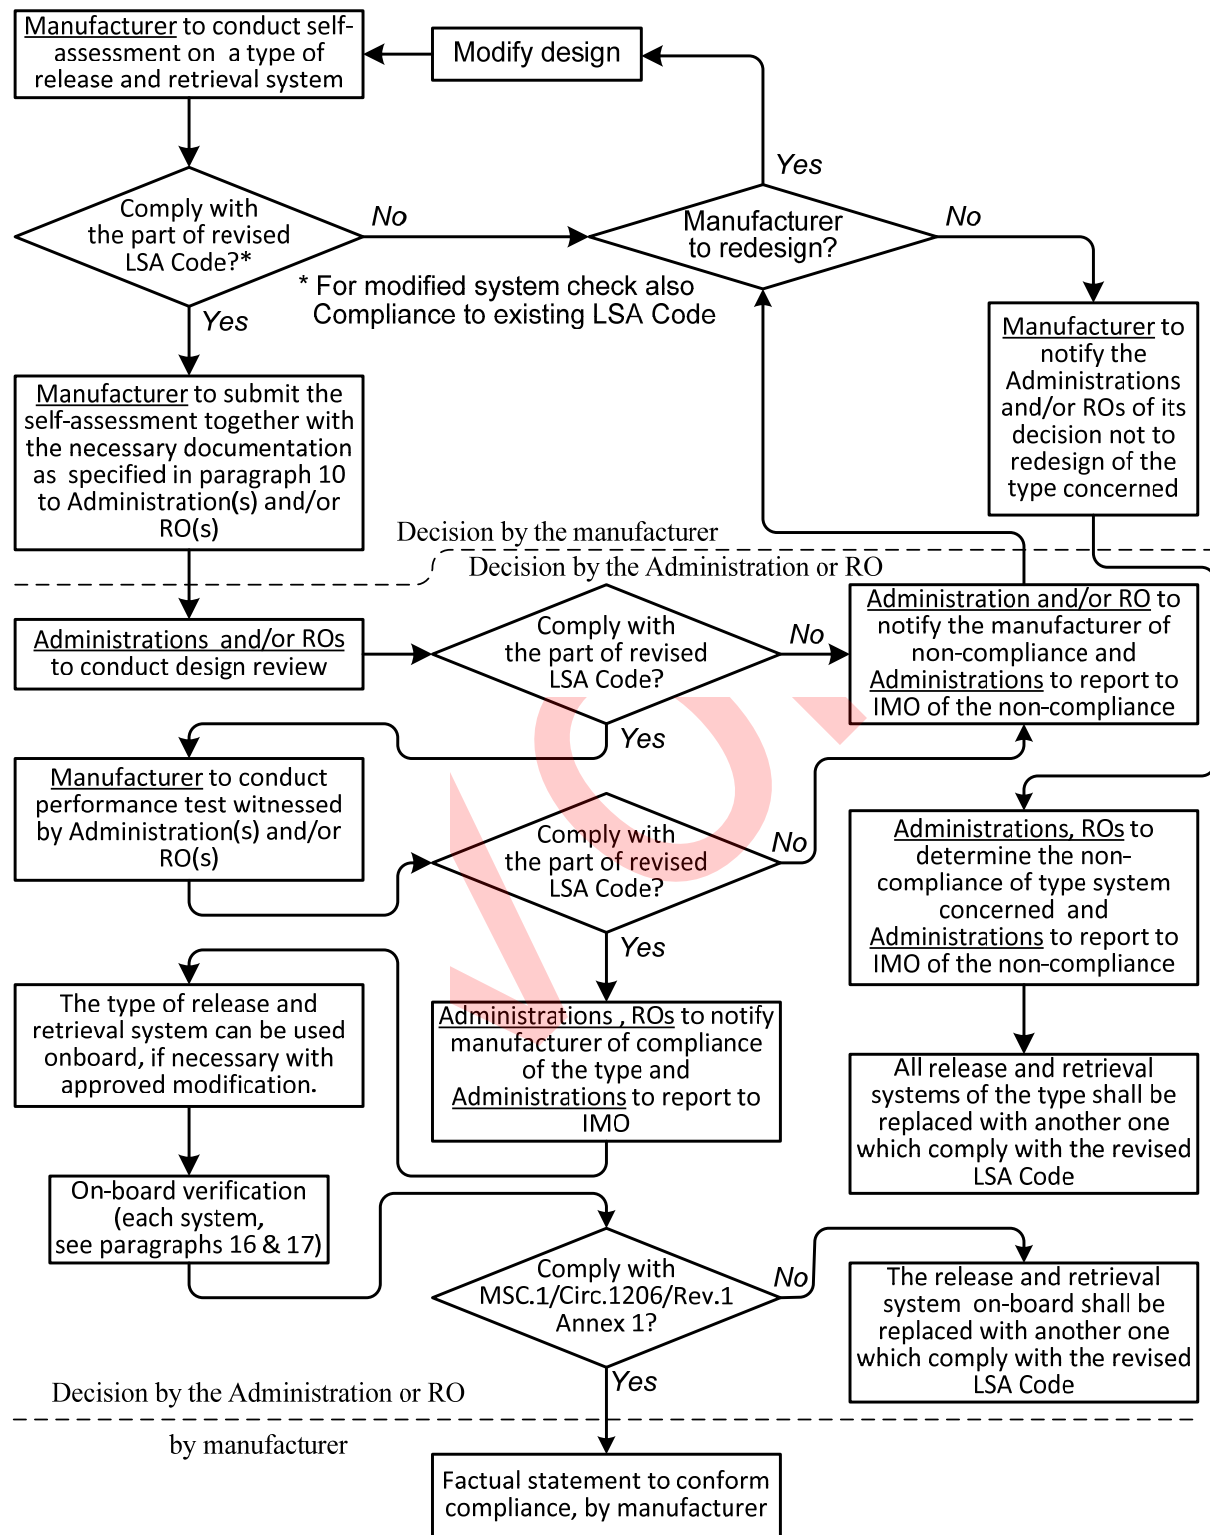 Manufacturer to conduct self-
assessment on a type of
release and retrieval system
Modify design
Yes
Comply with
the part of revised
LSA Code?*
No
Manufacturer
to redesign?
No
* For modified system check also
Compliance to existing LSA Code
Yes
Manufacturer to
notify the
Administrations
and/or ROs of its
decision not to
redesign of the
type concerned
Manufacturer to submit the
self-assessment together with
the necessary documentation
as specified in paragraph 10
to Administration(s) and/or
RO(s)
Decision by the manufacturer
Decision by the Administration or RO
Administrations and/or ROs
to conduct design review
Comply with
the part of revised
LSA Code?
No
Administration and/or RO to
notify the manufacturer of
non-compliance and
Administrations to report to
IMO of the non-compliance
Yes
Manufacturer to conduct
performance test witnessed
by Administration(s) and/or
RO(s)
Comply with
the part of revised
LSA Code?
No
Administrations, ROs to
determine the non-
compliance of type system
concerned and
Administrations to report to
IMO of the non-compliance
Yes
The type of release and
retrieval system can be used
onboard, if necessary with
approved modification.
Administrations , ROs to notify
manufacturer of compliance
of the type and
Administrations to report to
IMO
All release and retrieval
systems of the type shall be
replaced with another one
which comply with the revised
LSA Code
On-board verification
(each system,
see paragraphs 16 & 17)
Comply with
MSC.1/Circ.1206/Rev.1
Annex 1?
No
The release and retrieval
system on-board shall be
replaced with another one
which comply with the revised
LSA Code
Yes
Decision by the Administration or RO
by manufacturer
Factual statement to conform
compliance, by manufacturer